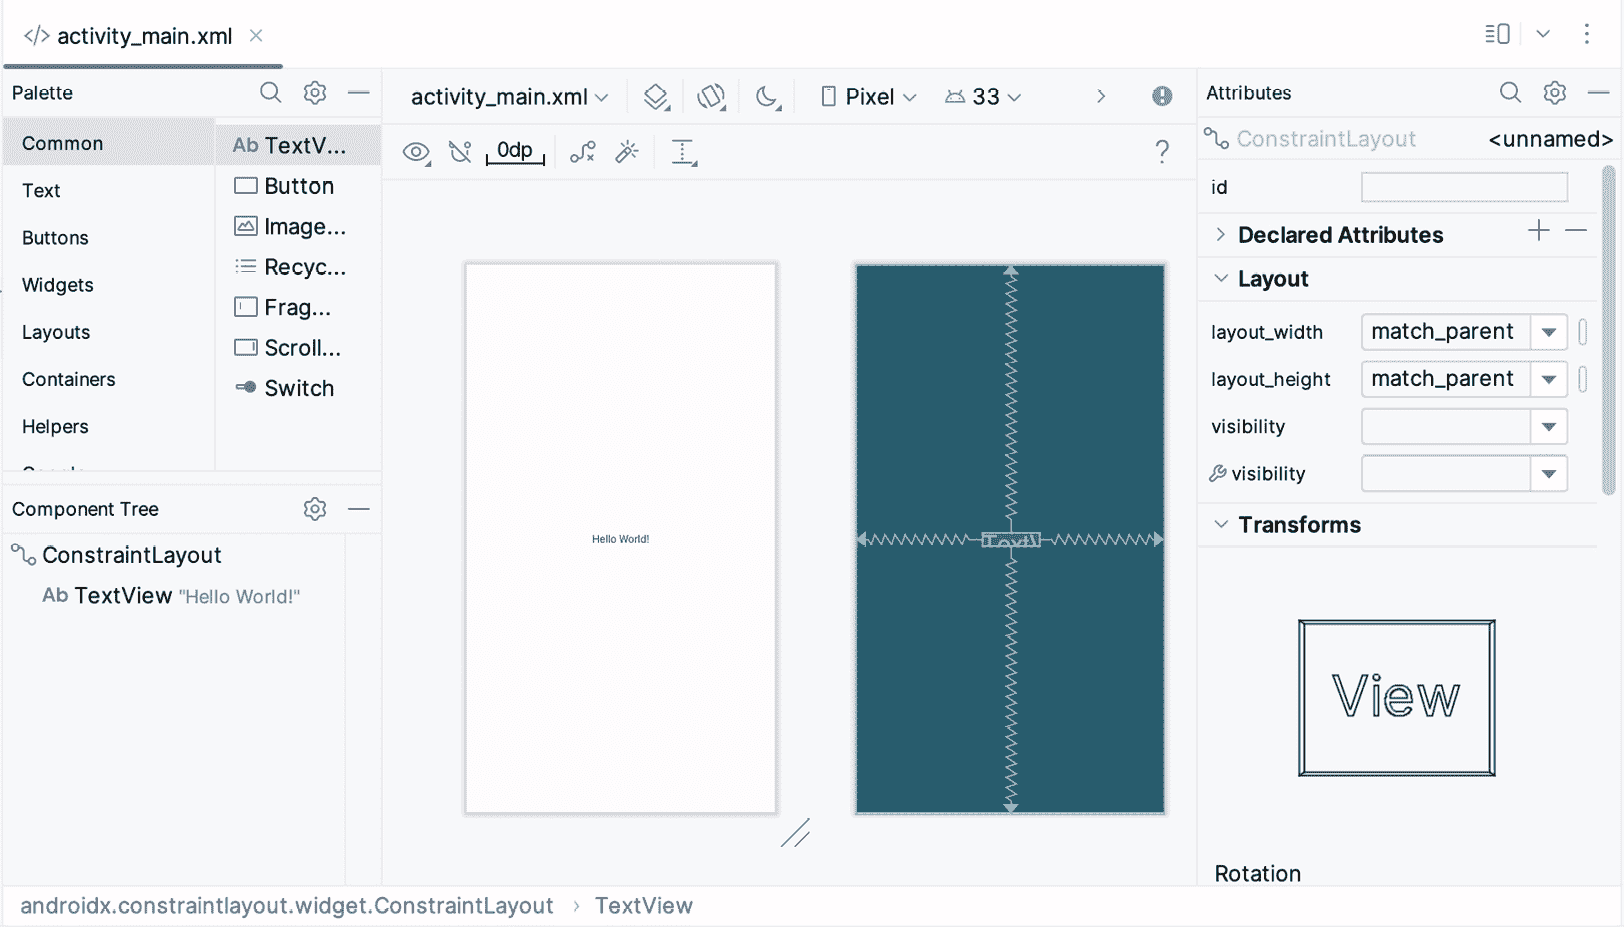 </> activity_main.xml
Palette
Common
Text
Buttons
Widgets
Layouts
Containers
Helpers
Ab TextV...
Button
Image...
Recyc...
Frag...
Scroll...
Switch
Component Tree
ConstraintLayout
Ab TextView "Hello World!"
activity_main.xml
Pixel
33
0dp
?
Hello World!
Attributes
ConstraintLayout <unnamed>
id
Declared Attributes
Layout
layout_width match_parent
layout_height match_parent
visibility
visibility
Transforms
View
Rotation
androidx.constraintlayout.widget.ConstraintLayout > TextView